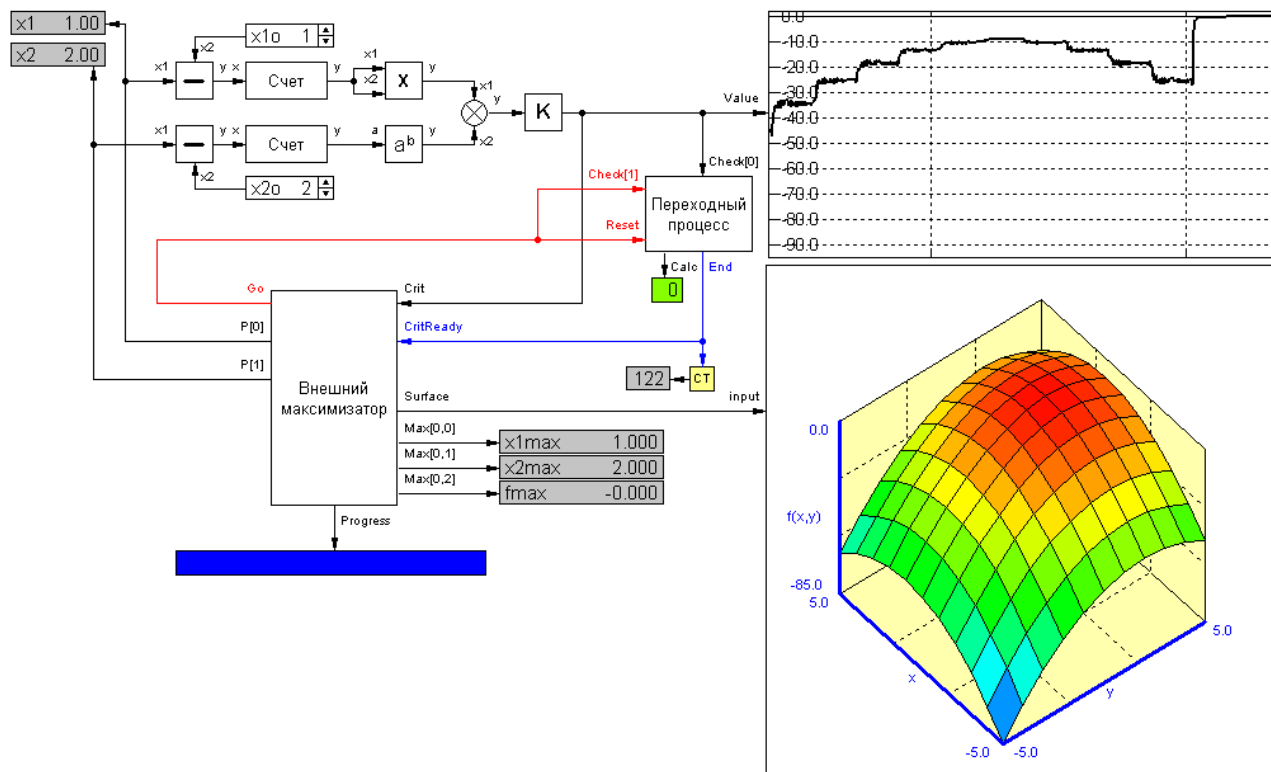 x1 1.00
x2 2.00
x1o 1
x2
x1
y
x
Счет
y
x1
x2
X
y
x1
x1
y
x
Счет
y
a
a^b
y
x2
y
K
x2
x2o 2
Value
Check[0]
Check[1]
Reset
Переходный
процесс
Calc
End
0
Go
P[0]
P[1]
Crit
CritReady
Внешний
максимизатор
122
CT
Surface
input
Max[0,0]
x1max 1.000
Max[0,1]
x2max 2.000
Max[0,2]
fmax -0.000
Progress
0.0
-10.0
-20.0
-30.0
-40.0
-50.0
-60.0
-70.0
-80.0
-90.0
0.0
f(x,y)
-85.0
5.0
x
-5.0
-5.0
y
5.0